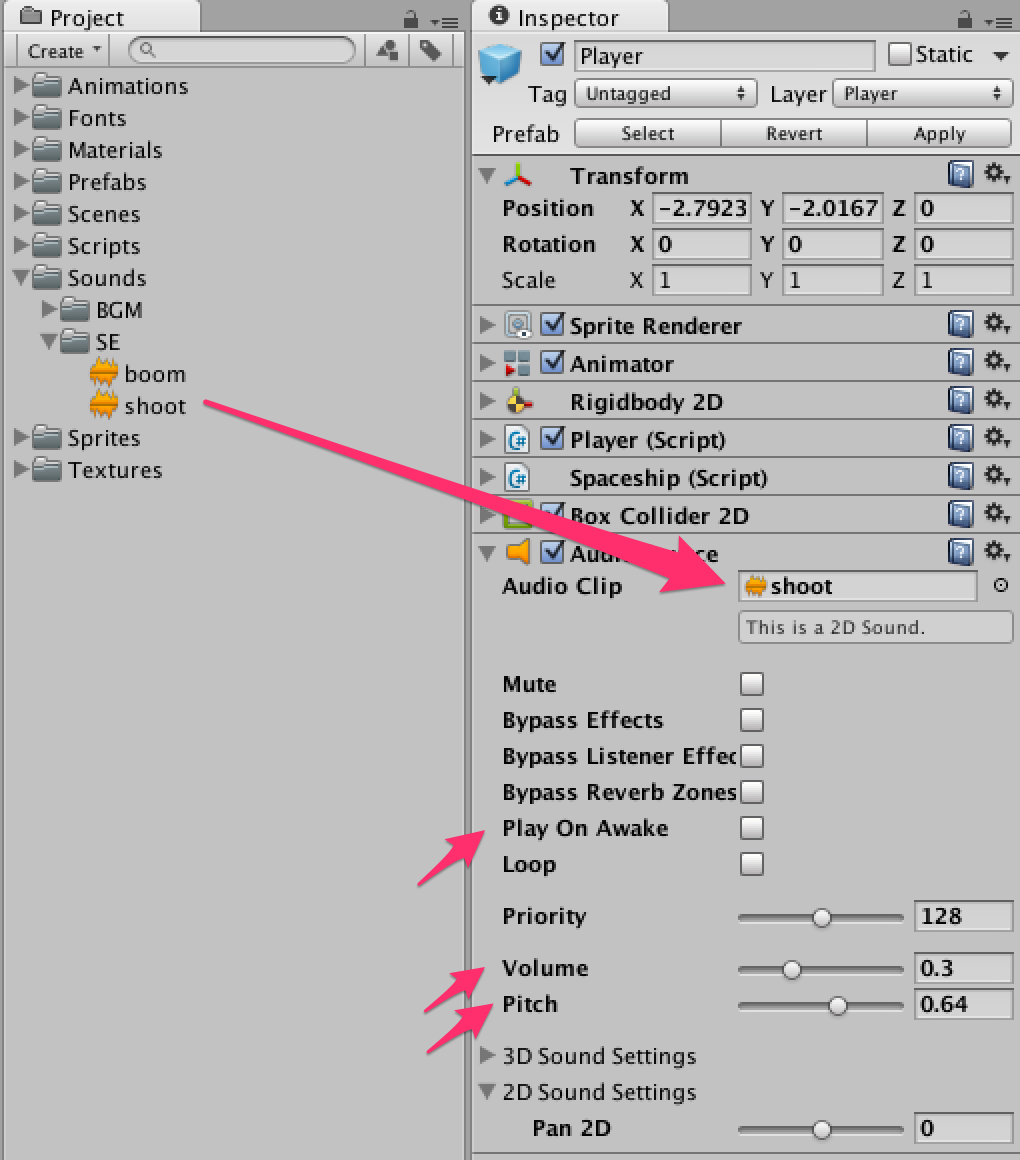 Project
Create
Animations
Fonts
Materials
Prefabs
Scenes
Scripts
Sounds
BGM
SE
boom
shoot
Sprites
Textures
Inspector
Player
Static
Tag Untagged Layer Player
Prefab Select Revert Apply
Transform
Position X -2.7923 Y -2.0167 Z 0
Rotation X 0 Y 0 Z 0
Scale X 1 Y 1 Z 1
Sprite Renderer
Animator
Rigidbody 2D
Player (Script)
Spaceship (Script)
Box Collider 2D
Audio Clip shoot
This is a 2D Sound.
Mute
Bypass Effects
Bypass Listener Effec
Bypass Reverb Zones
Play On Awake
Loop
Priority 128
Volume 0.3
Pitch 0.64
3D Sound Settings
2D Sound Settings
Pan 2D 0